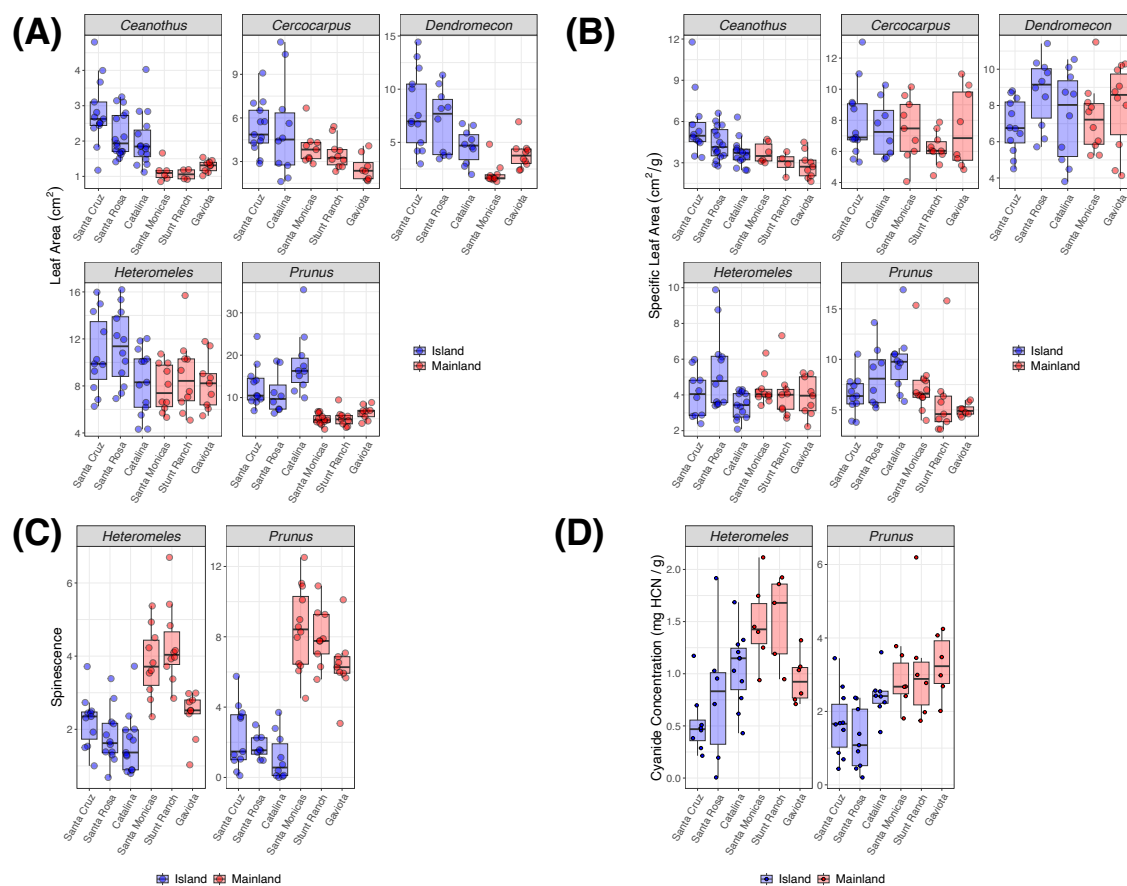 (A)
Ceanothus
Cercocarpus
Dendromecon
Leaf Area (cm²)
5
4
3
2
1
12
9
6
3
15
10
5
Santa Cruz
Santa Rosa
Catalina
Santa Monicas
Stunt Ranch
Gaviota
Santa Cruz
Catalina
Santa Monicas
Stunt Ranch
Gaviota
Santa Cruz
Santa Rosa
Catalina
Santa Monicas
Gaviota
Heteromeles
Prunus
16
12
8
4
30
20
10
Santa Cruz
Santa Rosa
Catalina
Santa Monicas
Stunt Ranch
Gaviota
Santa Cruz
Santa Rosa
Catalina
Santa Monicas
Stunt Ranch
Gaviota
Island
Mainland
(B)
Ceanothus
Cercocarpus
Dendromecon
Specific Leaf Area (cm²/g)
12
9
6
3
12
10
8
6
4
10
8
6
4
Santa Cruz
Santa Rosa
Catalina
Santa Monicas
Stunt Ranch
Gaviota
Santa Cruz
Catalina
Santa Monicas
Stunt Ranch
Gaviota
Santa Cruz
Santa Rosa
Catalina
Santa Monicas
Gaviota
Heteromeles
Prunus
10
8
6
4
2
15
10
5
Santa Cruz
Santa Rosa
Catalina
Santa Monicas
Stunt Ranch
Gaviota
Santa Cruz
Santa Rosa
Catalina
Santa Monicas
Stunt Ranch
Gaviota
Island
Mainland
(C)
Heteromeles
Prunus
Spinescence
6
4
2
12
8
4
0
Santa Cruz
Santa Rosa
Catalina
Santa Monicas
Stunt Ranch
Gaviota
Santa Cruz
Santa Rosa
Catalina
Santa Monicas
Stunt Ranch
Gaviota
Island
Mainland
(D)
Heteromeles
Prunus
Cyanide Concentration (mg HCN / g)
2.0
1.5
1.0
0.5
0.0
6
4
2
0
Santa Cruz
Santa Rosa
Catalina
Santa Monicas
Stunt Ranch
Gaviota
Santa Cruz
Santa Rosa
Catalina
Santa Monicas
Stunt Ranch
Gaviota
Island
Mainland